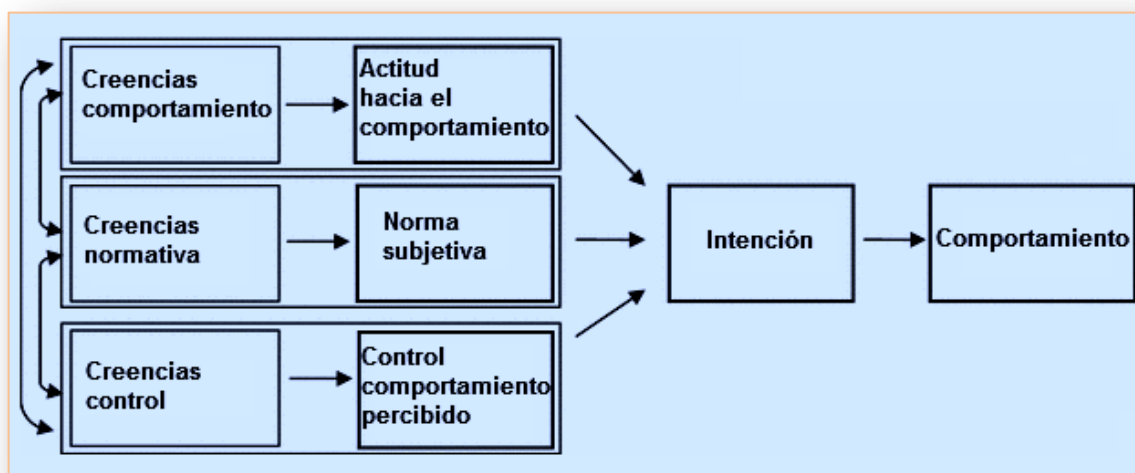 Creencias
comportamiento
Actitud
hacia el
comportamiento
Creencias
normativa
Norma
subjetiva
Creencias
control
Control
comportamiento
percibido
Intención
Comportamiento